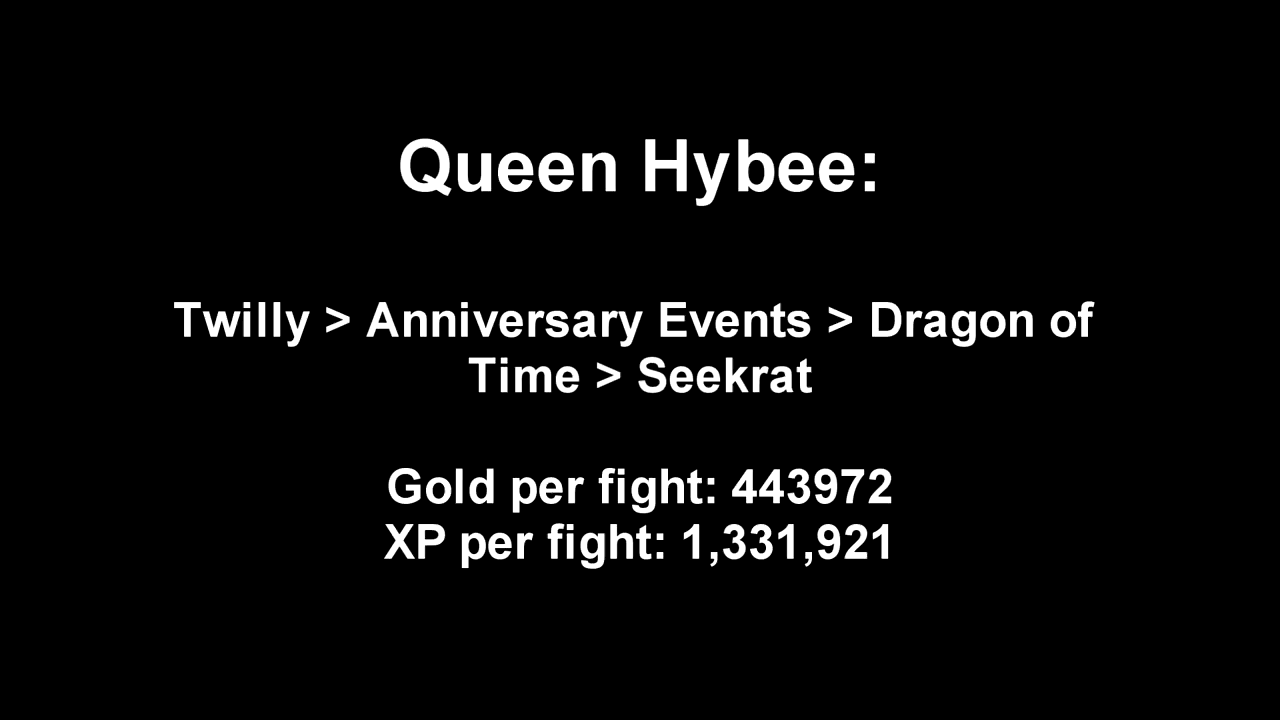 Queen Hybee:
Twilly > Anniversary Events > Dragon of
Time > Seekrat
Gold per fight: 443972
XP per fight: 1,331,921